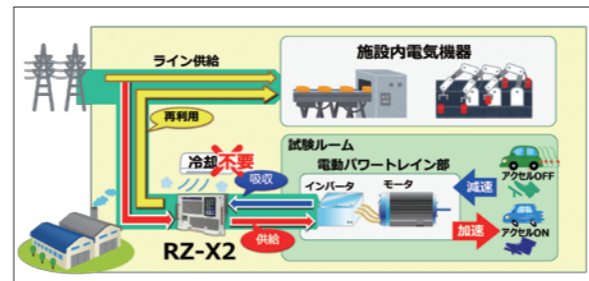 ライン供給
施設内電気機器
再利用
冷却不要
吸収
試験ルーム
電動パワートレイン部
インバータ
モータ
減速
アクセルOFF
供給
加速
アクセルON
RZ-X2